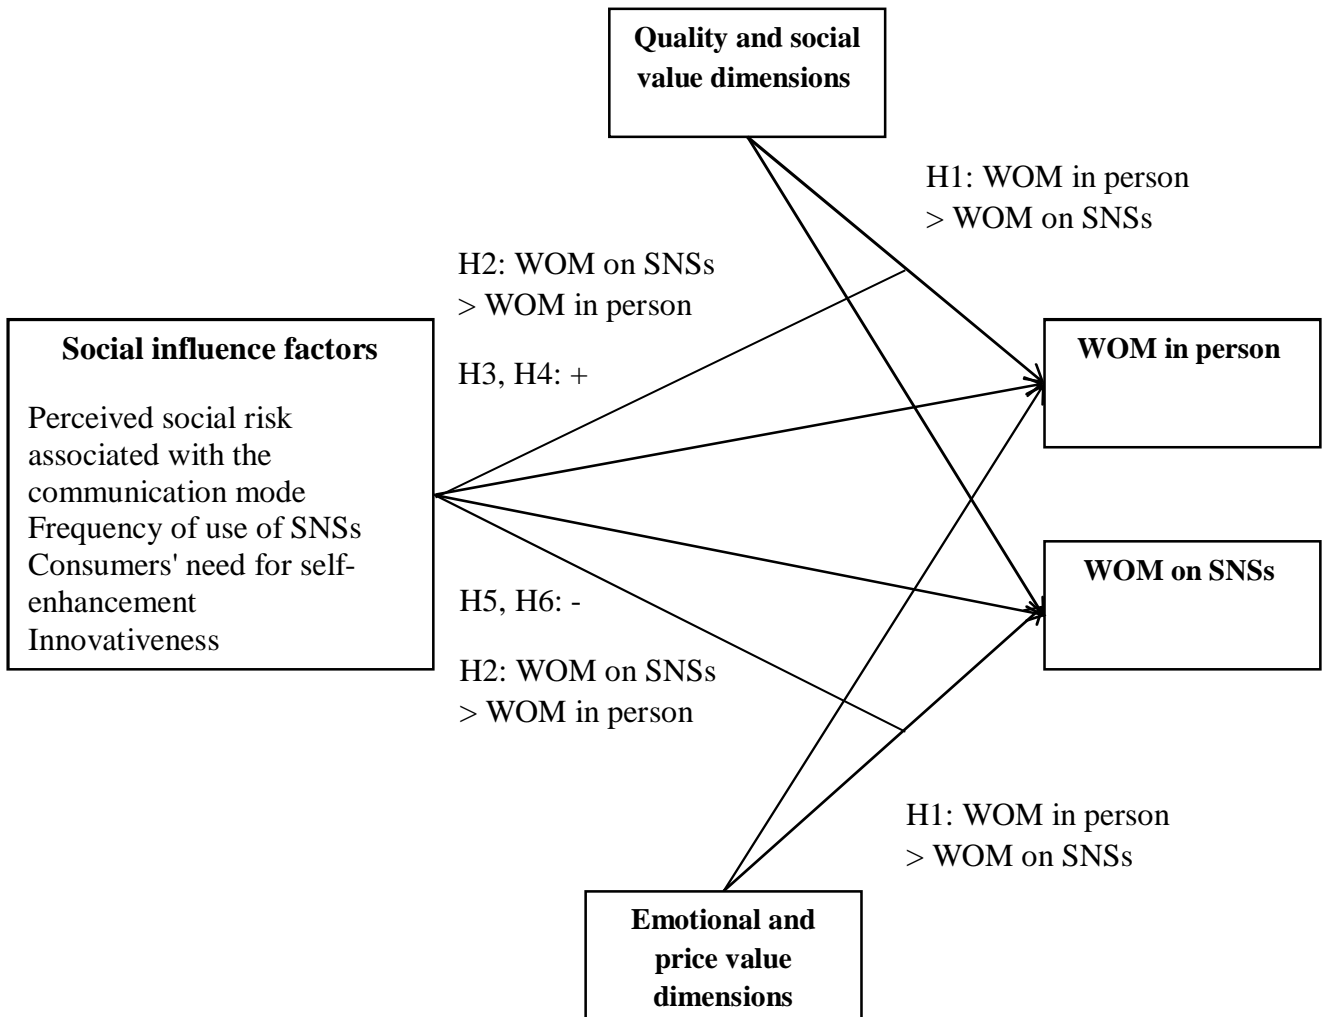 Quality and social
value dimensions
H1: WOM in person
> WOM on SNSs
H2: WOM on SNSs
> WOM in person
Social influence factors
Perceived social risk
associated with the
communication mode
Frequency of use of SNSs
Consumers' need for self-
enhancement
Innovativeness
H3, H4: +
WOM in person
WOM on SNSs
H5, H6: -
H2: WOM on SNSs
> WOM in person
H1: WOM in person
> WOM on SNSs
Emotional and
price value
dimensions